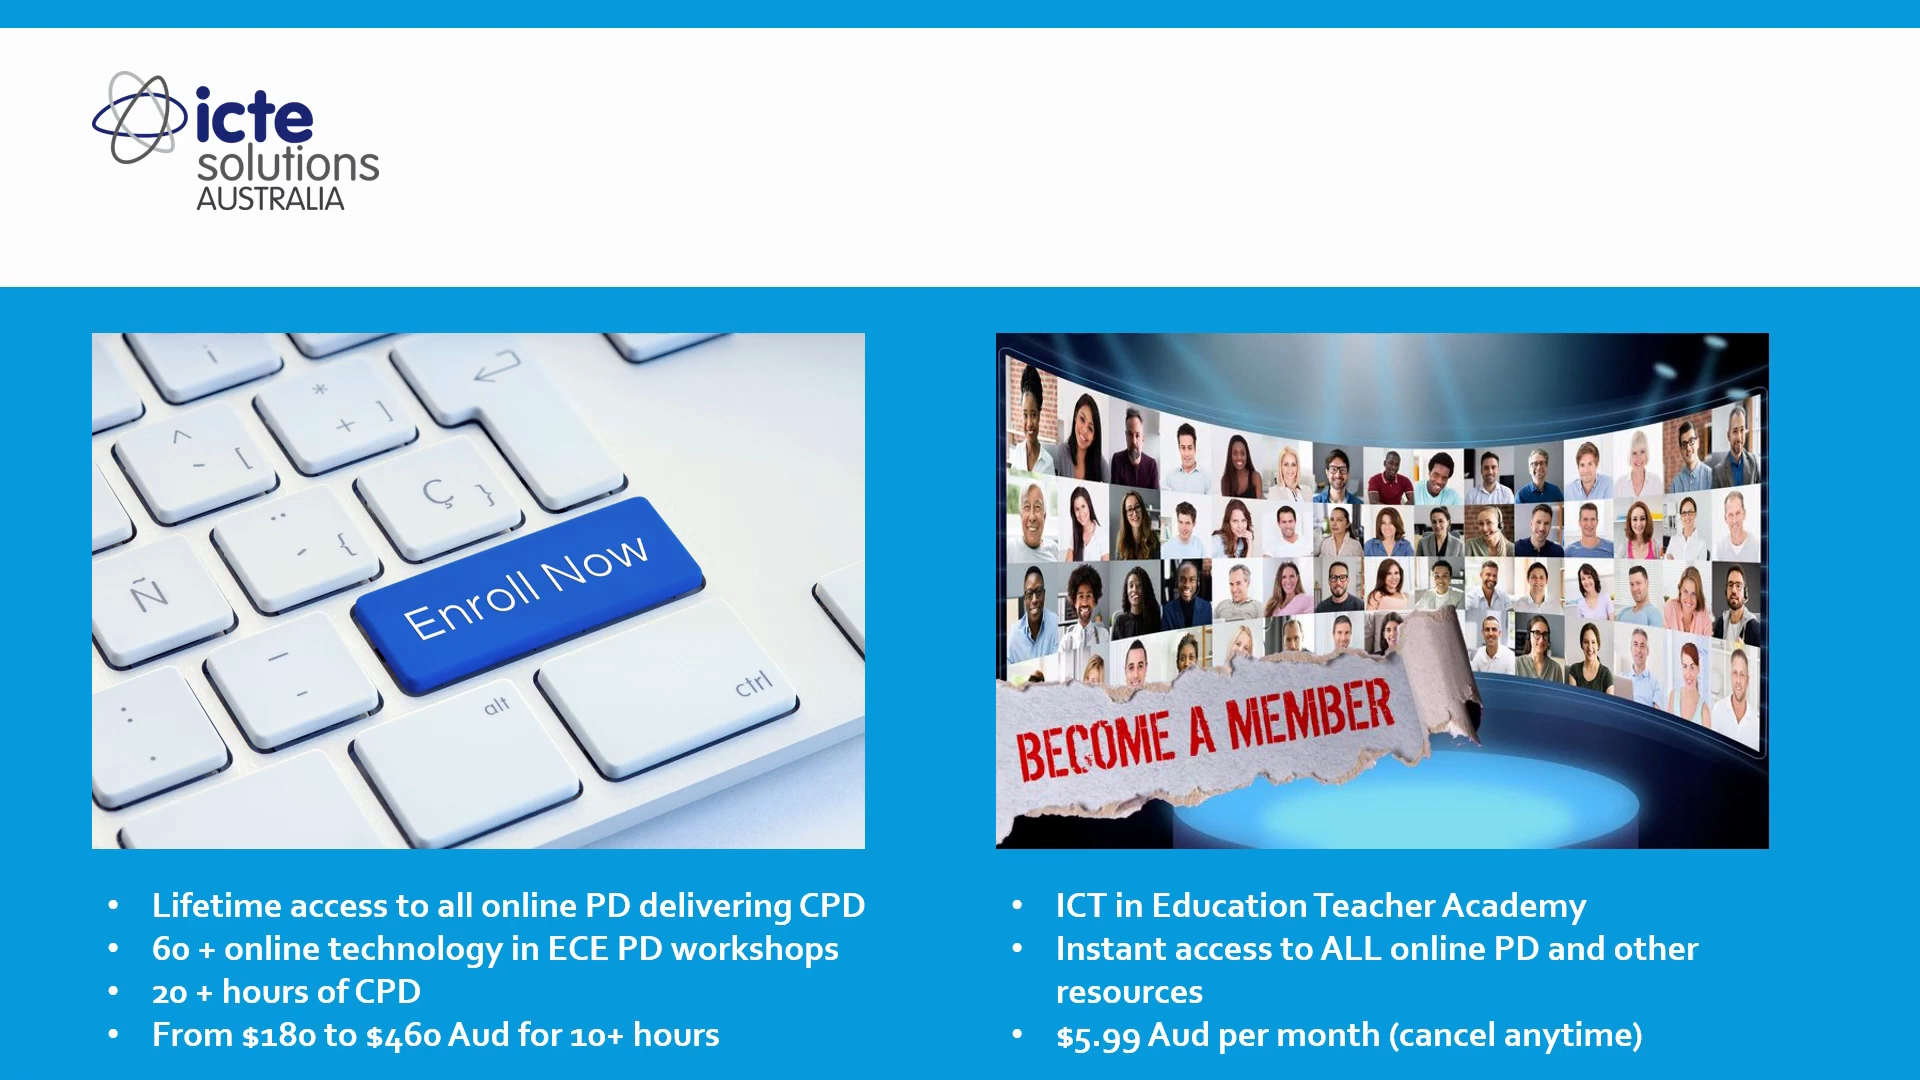 icte
solutions
AUSTRALIA
Enroll Now
alt
ctrl
BECOME A MEMBER
• Lifetime access to all online PD delivering CPD
• 60 + online technology in ECE PD workshops
• 20 + hours of CPD
• From $180 to $460 Aud for 10+ hours
• ICT in Education Teacher Academy
• Instant access to ALL online PD and other
resources
• $5.99 Aud per month (cancel anytime)